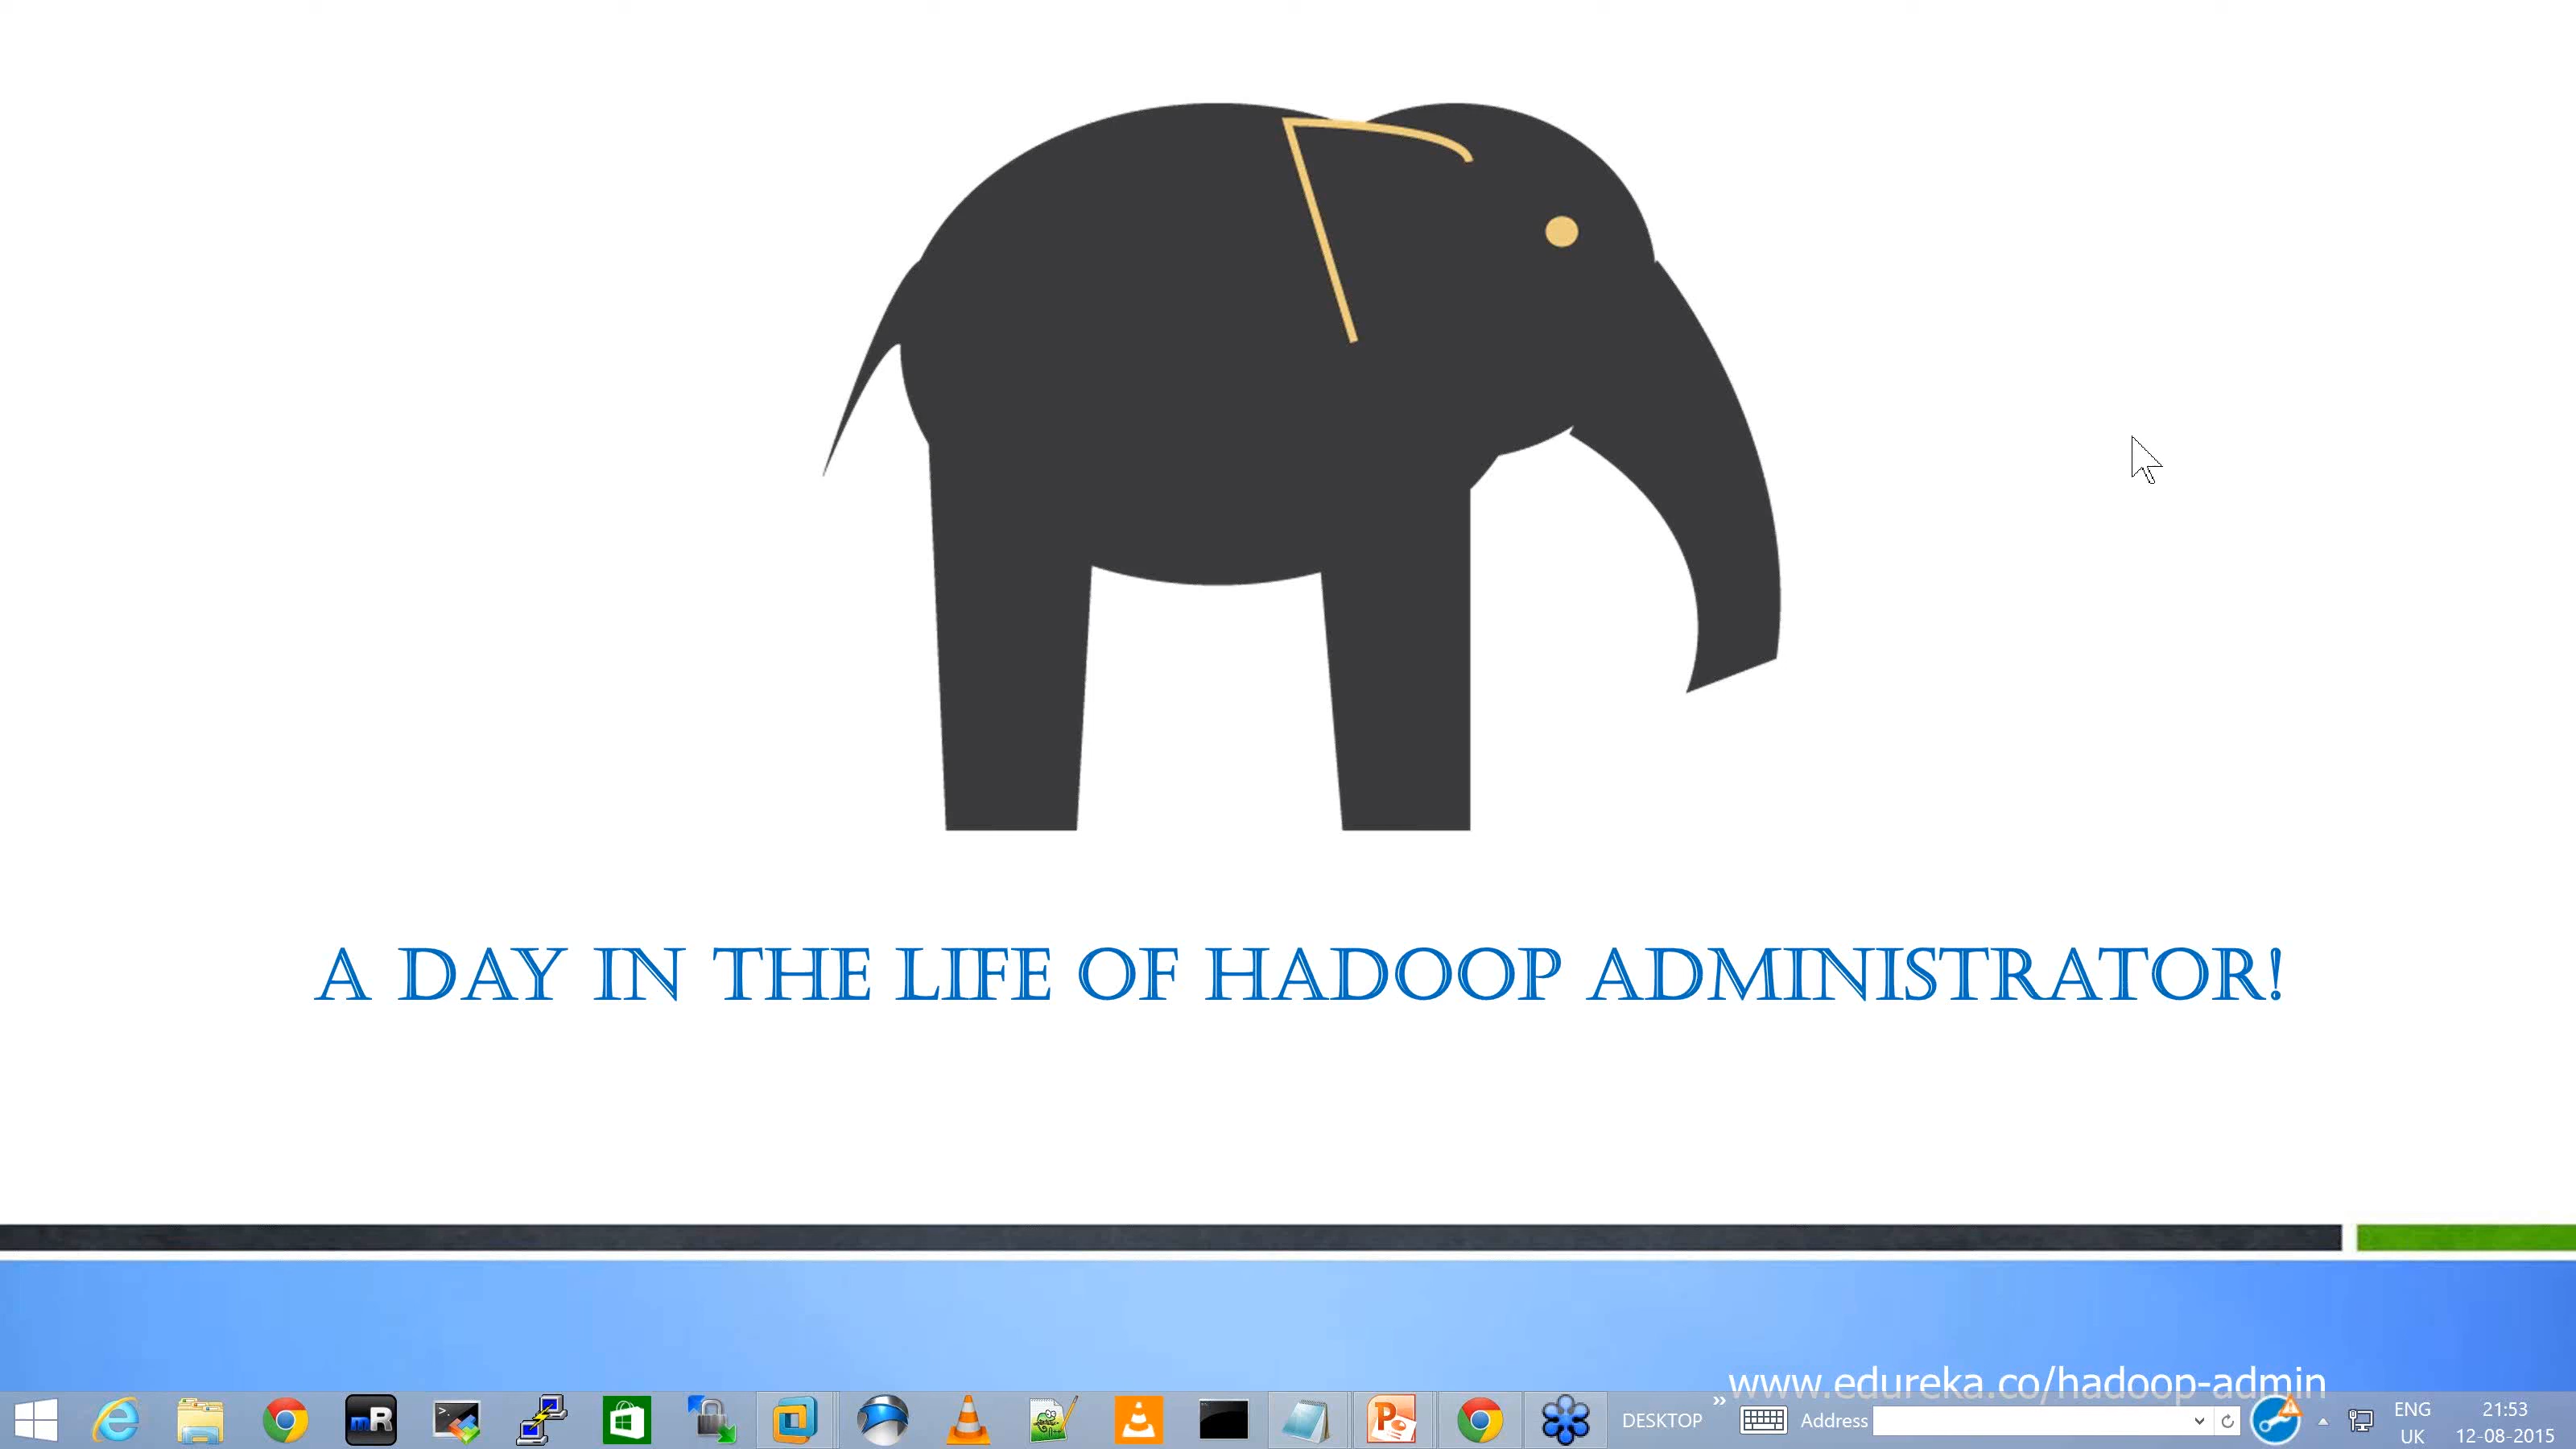 A DAY IN THE LIFE OF HADOOP ADMINISTRATOR!
www.edureka.co/hadoop-admin
mR
DESKTOP
»
Address
ENG
21:53
UK
12-08-2015